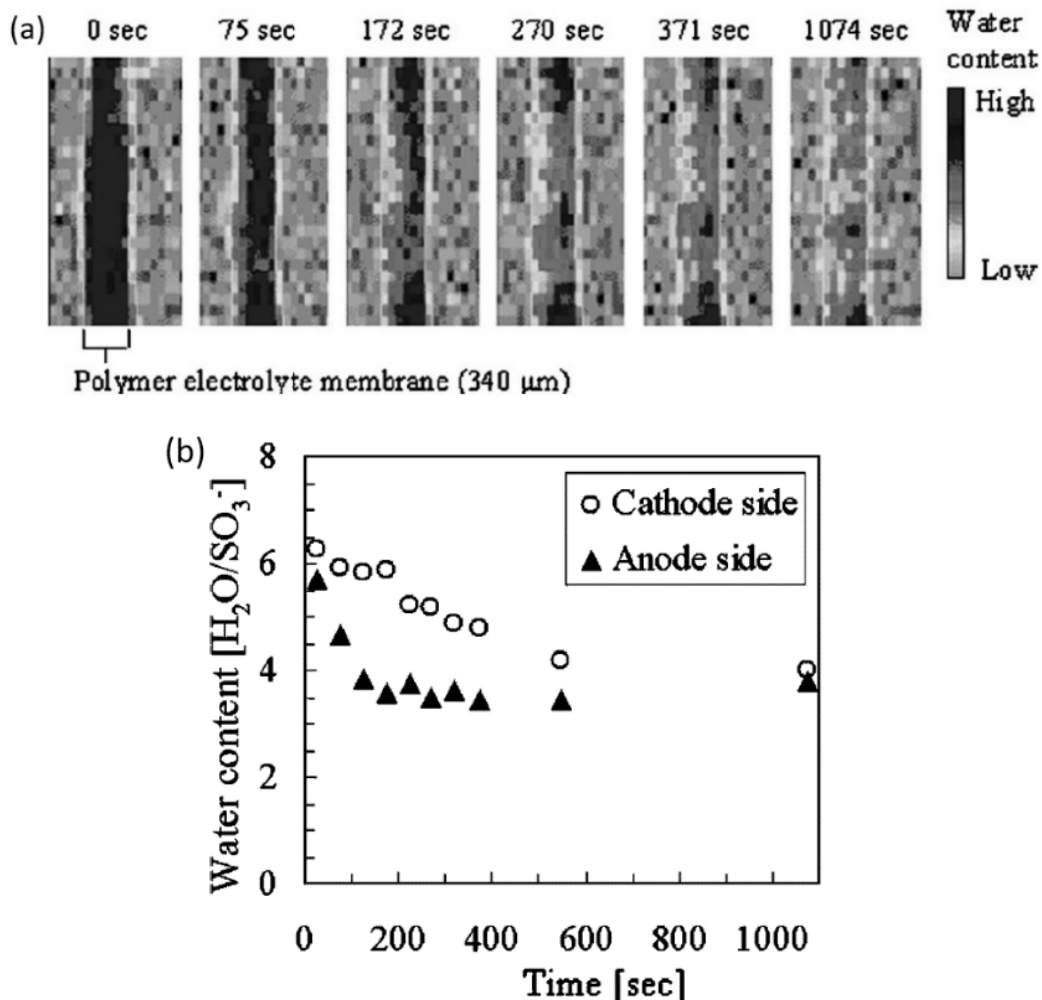 (a)
0 sec 75 sec 172 sec 270 sec 371 sec 1074 sec
Water
content
High
Low
Polymer electrolyte membrane (340 μm)
(b)
Water content [H₂O/SO₃⁻]
8
6
4
2
0
Cathode side
Anode side
0 200 400 600 800 1000
Time [sec]